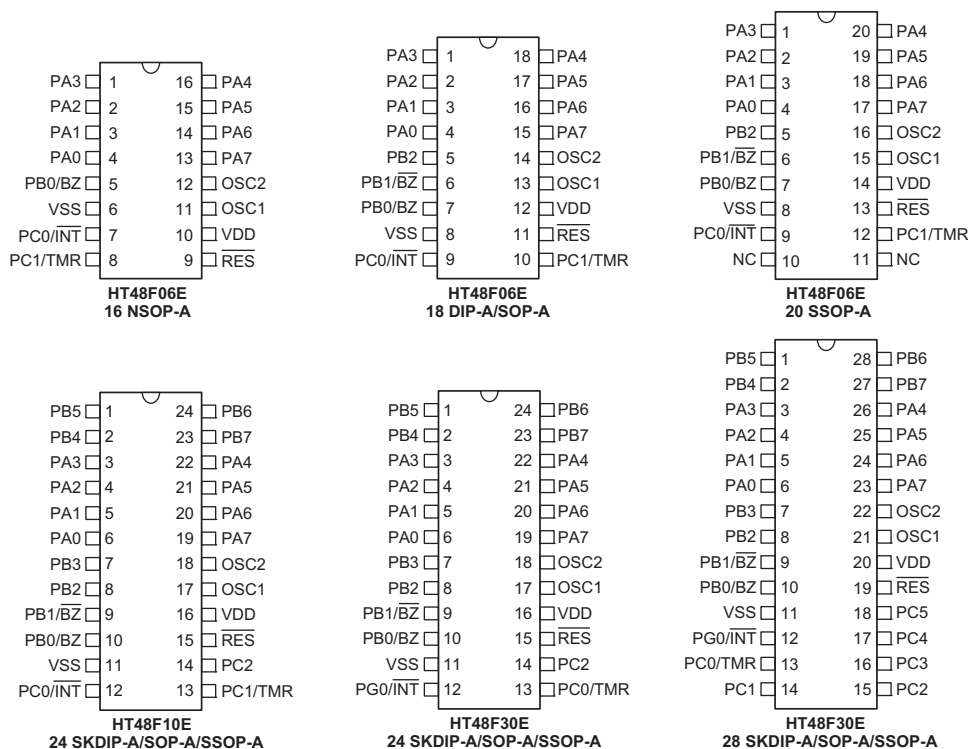 PA3 1 16 PA4
PA2 2 15 PA5
PA1 3 14 PA6
PA0 4 13 PA7
PB0/BZ 5 12 OSC2
VSS 6 11 OSC1
PC0/INT 7 10 VDD
PC1/TMR 8 9 RES
HT48F06E
16 NSOP-A
PA3 1 18 PA4
PA2 2 17 PA5
PA1 3 16 PA6
PA0 4 15 PA7
PB2 5 14 OSC2
PB1/BZ 6 13 OSC1
PB0/BZ 7 12 VDD
VSS 8 11 RES
PC0/INT 9 10 PC1/TMR
HT48F06E
18 DIP-A/SOP-A
PA3 1 20 PA4
PA2 2 19 PA5
PA1 3 18 PA6
PA0 4 17 PA7
PB2 5 16 OSC2
PB1/BZ 6 15 OSC1
PB0/BZ 7 14 VDD
VSS 8 13 RES
PC0/INT 9 12 PC1/TMR
NC 10 11 NC
HT48F06E
20 SSOP-A
PB5 1 24 PB6
PB4 2 23 PB7
PA3 3 22 PA4
PA2 4 21 PA5
PA1 5 20 PA6
PA0 6 19 PA7
PB3 7 18 OSC2
PB2 8 17 OSC1
PB1/BZ 9 16 VDD
PB0/BZ 10 15 RES
VSS 11 14 PC2
PC0/INT 12 13 PC1/TMR
HT48F10E
24 SKDIP-A/SOP-A/SSOP-A
PB5 1 24 PB6
PB4 2 23 PB7
PA3 3 22 PA4
PA2 4 21 PA5
PA1 5 20 PA6
PA0 6 19 PA7
PB3 7 18 OSC2
PB2 8 17 OSC1
PB1/BZ 9 16 VDD
PB0/BZ 10 15 RES
VSS 11 14 PC2
PG0/INT 12 13 PC0/TMR
HT48F30E
24 SKDIP-A/SOP-A/SSOP-A
PB5 1 28 PB6
PB4 2 27 PB7
PA3 3 26 PA4
PA2 4 25 PA5
PA1 5 24 PA6
PA0 6 23 PA7
PB3 7 22 OSC2
PB2 8 21 OSC1
PB1/BZ 9 20 VDD
PB0/BZ 10 19 RES
VSS 11 18 PC5
PG0/INT 12 17 PC4
PC0/TMR 13 16 PC3
PC1 14 15 PC2
HT48F30E
28 SKDIP-A/SOP-A/SSOP-A